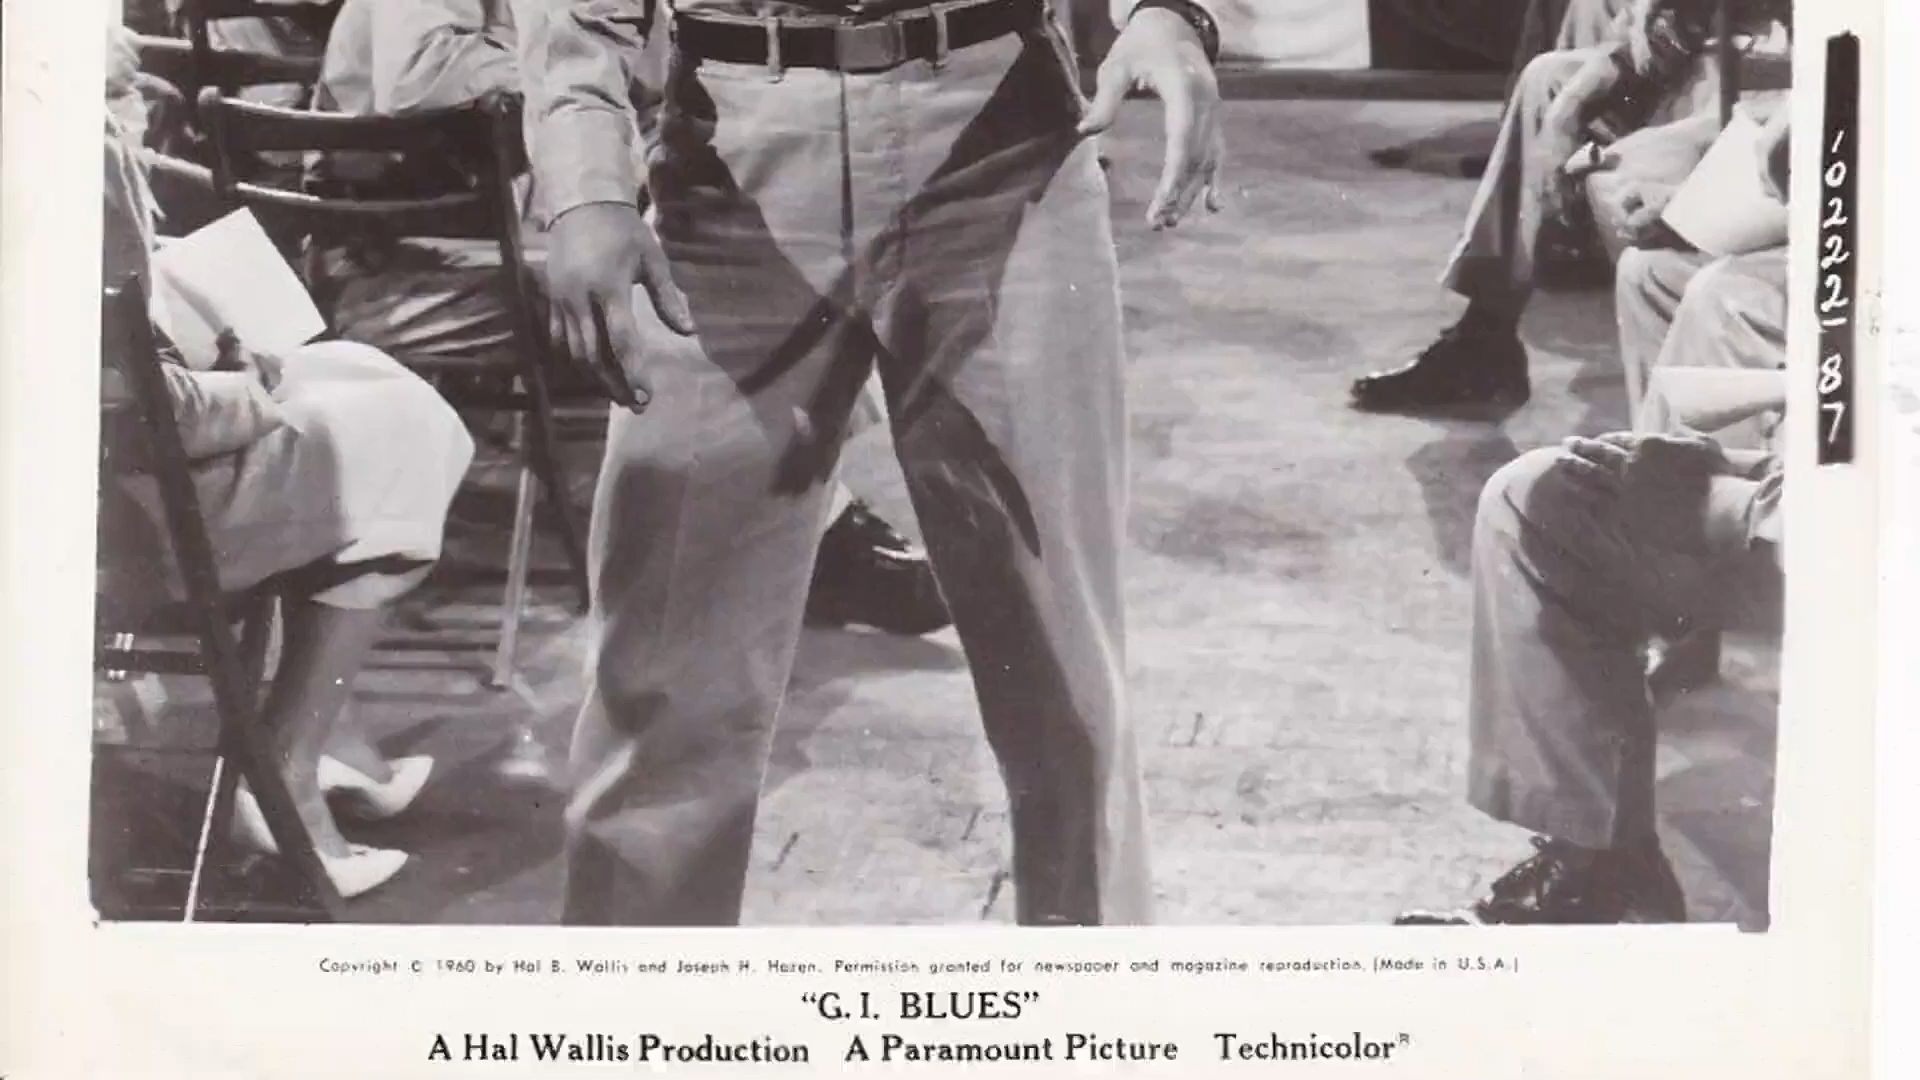 Copyright © 1960 by Hal B. Wallis and Joseph H. Hazen. Permission granted for newspaper and magazine reproduction. (Made in U.S.A.)
“G. I. BLUES”
A Hal Wallis Production A Paramount Picture Technicolor®